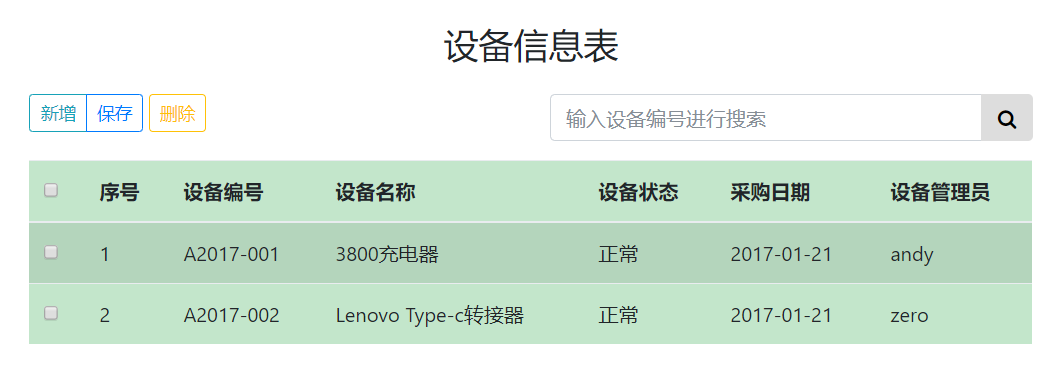 设备信息表
新增 保存 删除 输入设备编号进行搜索
序号 设备编号 设备名称 设备状态 采购日期 设备管理员
1 A2017-001 3800充电器 正常 2017-01-21 andy
2 A2017-002 Lenovo Type-c转接器 正常 2017-01-21 zero